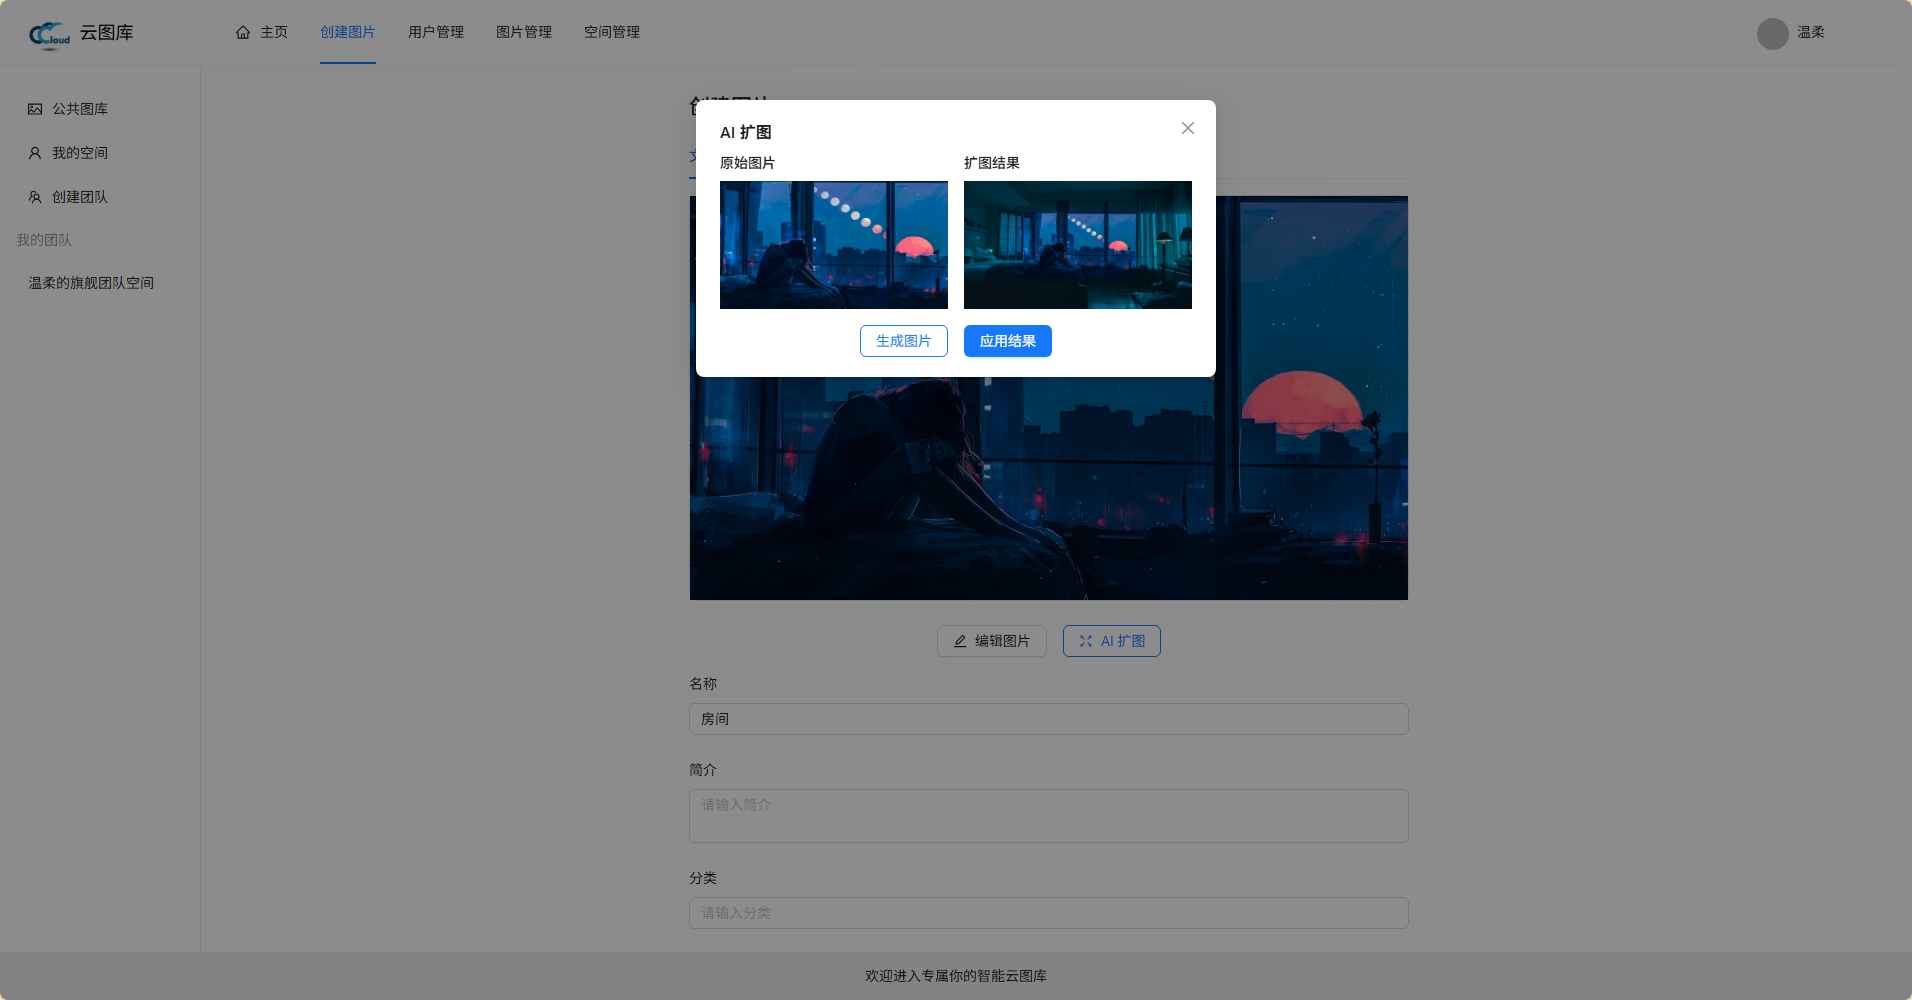 CCloud 云图库
主页 创建图片 用户管理 图片管理 空间管理
温柔
公共图库
我的空间
创建团队
我的团队
温柔的旗舰团队空间
AI 扩图
原始图片 扩图结果
生成图片 应用结果
编辑图片 AI 扩图
名称
房间
简介
请输入简介
分类
请输入分类
欢迎进入专属你的智能云图库